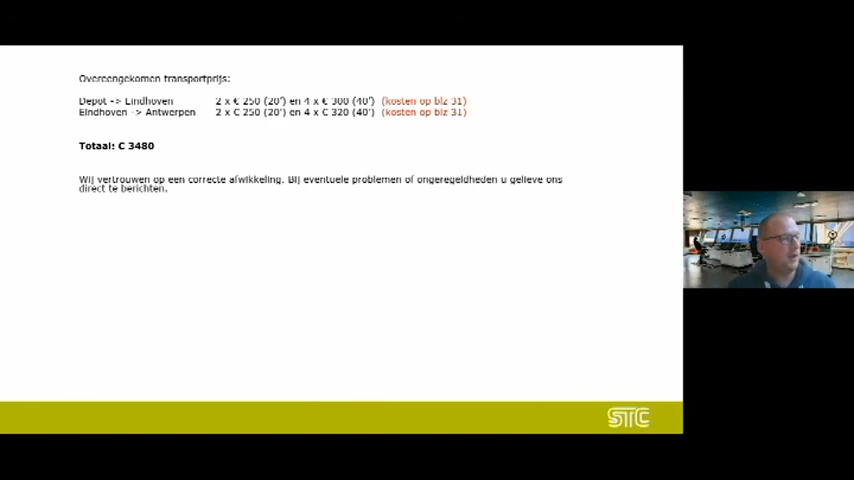 Overeengekomen transportprijs:
Depot -> Eindhoven 2 x € 250 (20') en 4 x € 300 (40') (kosten op blz 31)
Eindhoven -> Antwerpen 2 x € 250 (20') en 4 x € 320 (40') (kosten op blz 31)
Totaal: € 3480
Wij vertrouwen op een correcte afwikkeling. Bij eventuele problemen of ongeregeldheden u gelieve ons
direct te berichten.
STC